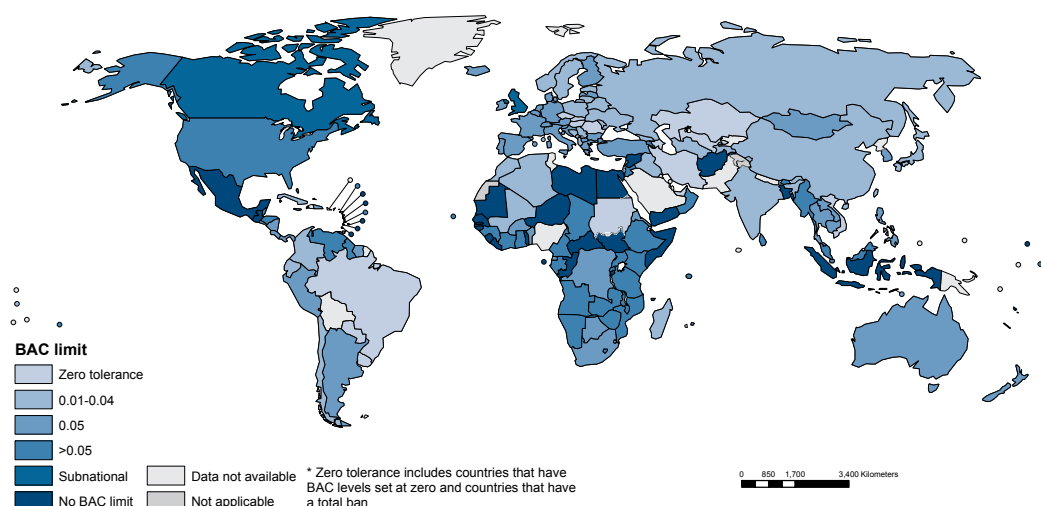 BAC limit
Zero tolerance
0.01-0.04
0.05
>0.05
Subnational
No BAC limit
Data not available
Not applicable
* Zero tolerance includes countries that have
BAC levels set at zero and countries that have
a total ban
0 850 1,700 3,400 Kilometers